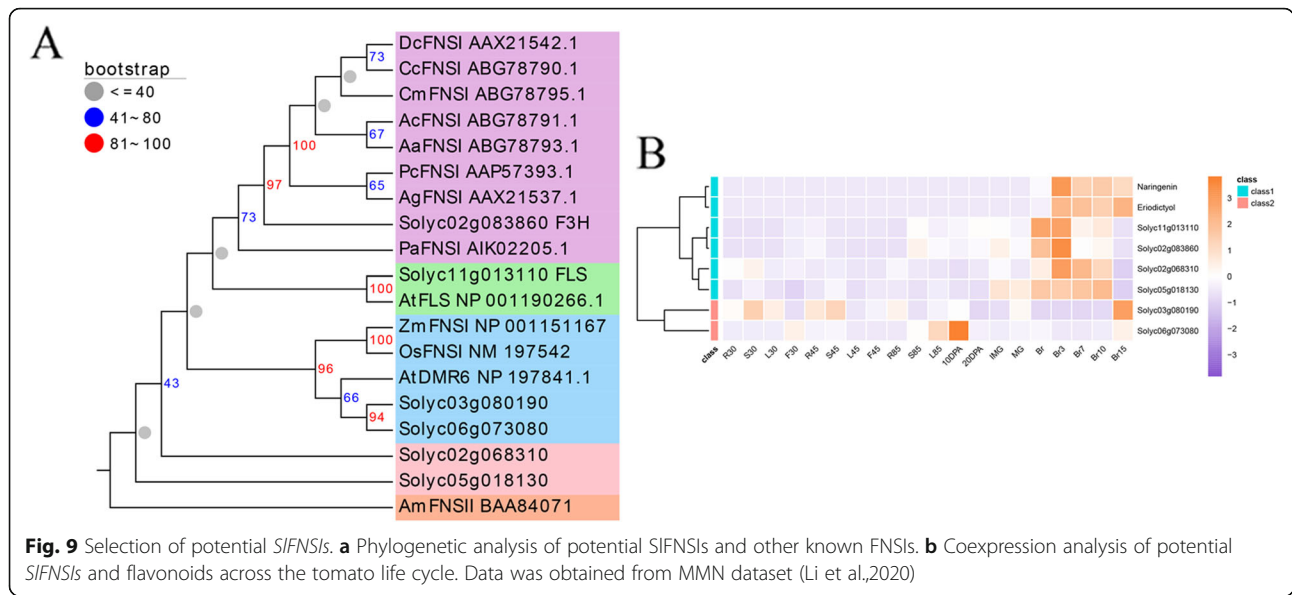 A
bootstrap
<=40
41~80
81~100
DcFNSI AAX21542.1
CcFNSI ABG78790.1
CmFNSI ABG78795.1
AcFNSI ABG78791.1
AaFNSI ABG78793.1
PcFNSI AAP57393.1
AgFNSI AAX21537.1
Solyc02g083860 F3H
PaFNSI AIK02205.1
Solyc11g013110 FLS
AtFLS NP 001190266.1
ZmFNSI NP 001151167
OsFNSI NM 197542
AtDMR6 NP 197841.1
Solyc03g080190
Solyc06g073080
Solyc02g068310
Solyc05g018130
AmFNSII BAA84071
73
67
100
65
97
73
100
100
96
66
94
43
B
Naringenin
Eriodictyol
Solyc11g013110
Solyc02g083860
Solyc02g068310
Solyc05g018130
Solyc03g080190
Solyc06g073080
class
R30
S30
L30
F30
R45
S45
L45
F45
R85
S85
L85
10DPA
20DPA
IMG
MG
Br
Br3
Br7
Br10
Br15
3
2
1
0
-1
-2
-3
class
class1
class2
Fig. 9 Selection of potential SlFNSIs. a Phylogenetic analysis of potential SlFNSIs and other known FNSIs. b Coexpression analysis of potential
SlFNSIs and flavonoids across the tomato life cycle. Data was obtained from MMN dataset (Li et al.,2020)